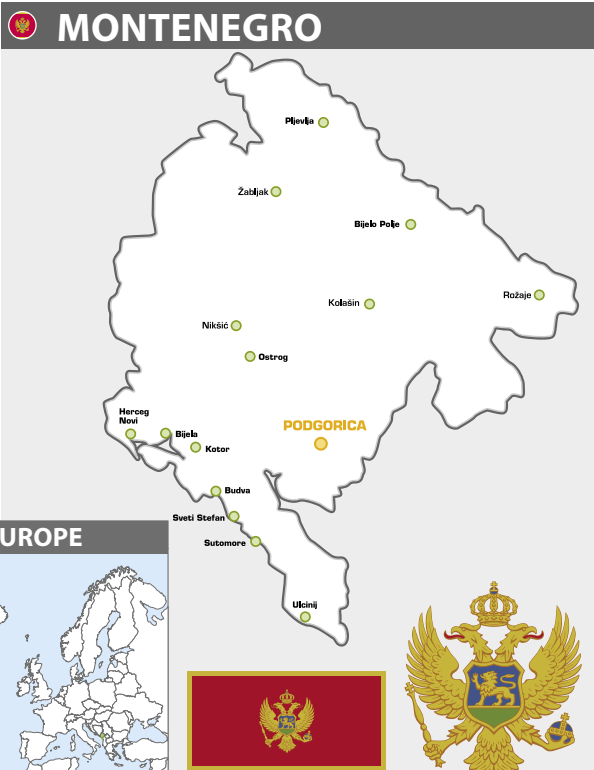 MONTENEGRO
Pljevlja
Žabljak
Bijelo Polje
Rožaje
Kolašin
Nikšić
Ostrog
Herceg
Novi
Bijela
Kotor
PODGORICA
Budva
Sveti Stefan
Sutomore
Ulcinij
UROPE